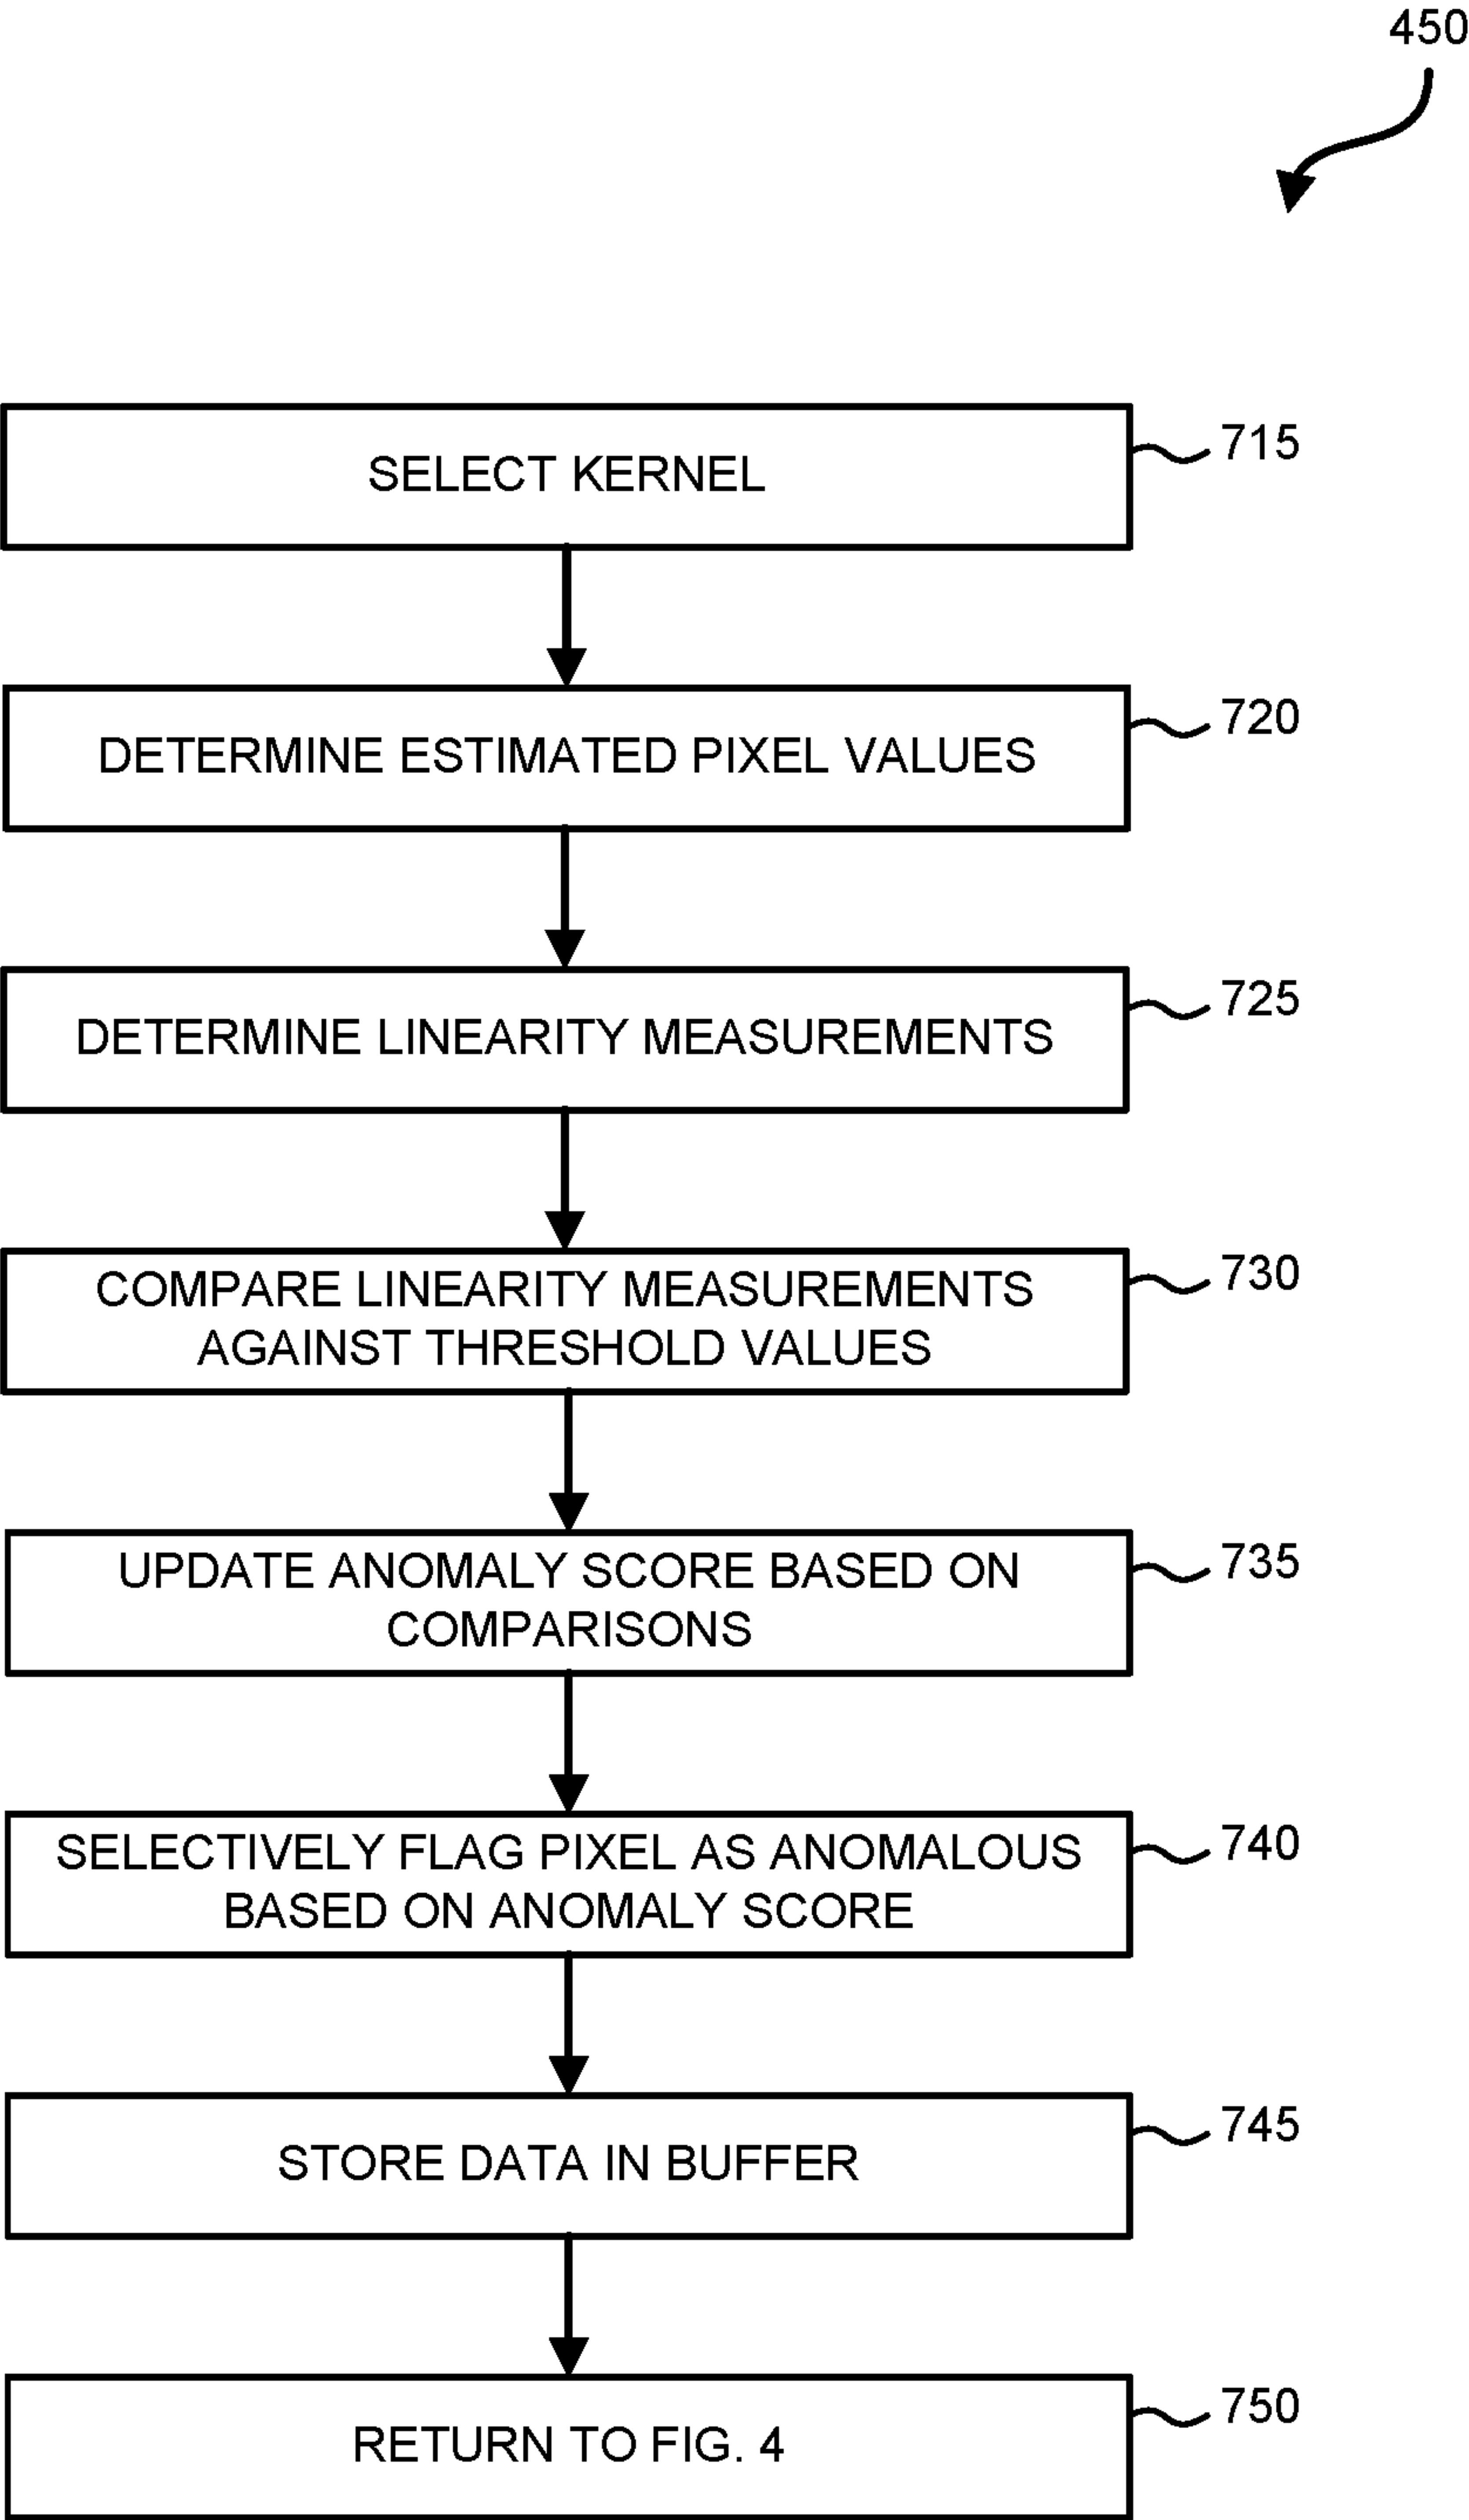 450
SELECT KERNEL
715
DETERMINE ESTIMATED PIXEL VALUES
720
DETERMINE LINEARITY MEASUREMENTS
725
COMPARE LINEARITY MEASUREMENTS
AGAINST THRESHOLD VALUES
730
UPDATE ANOMALY SCORE BASED ON
COMPARISONS
735
SELECTIVELY FLAG PIXEL AS ANOMALOUS
BASED ON ANOMALY SCORE
740
STORE DATA IN BUFFER
745
RETURN TO FIG. 4
750